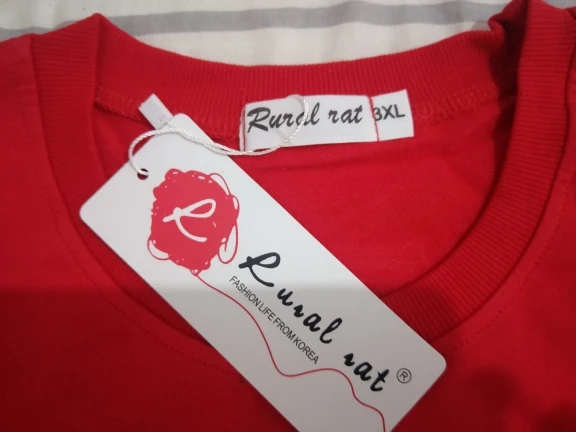 Rural rat
3XL
R
Rural rat ®
FASHION LIFE FROM KOREA